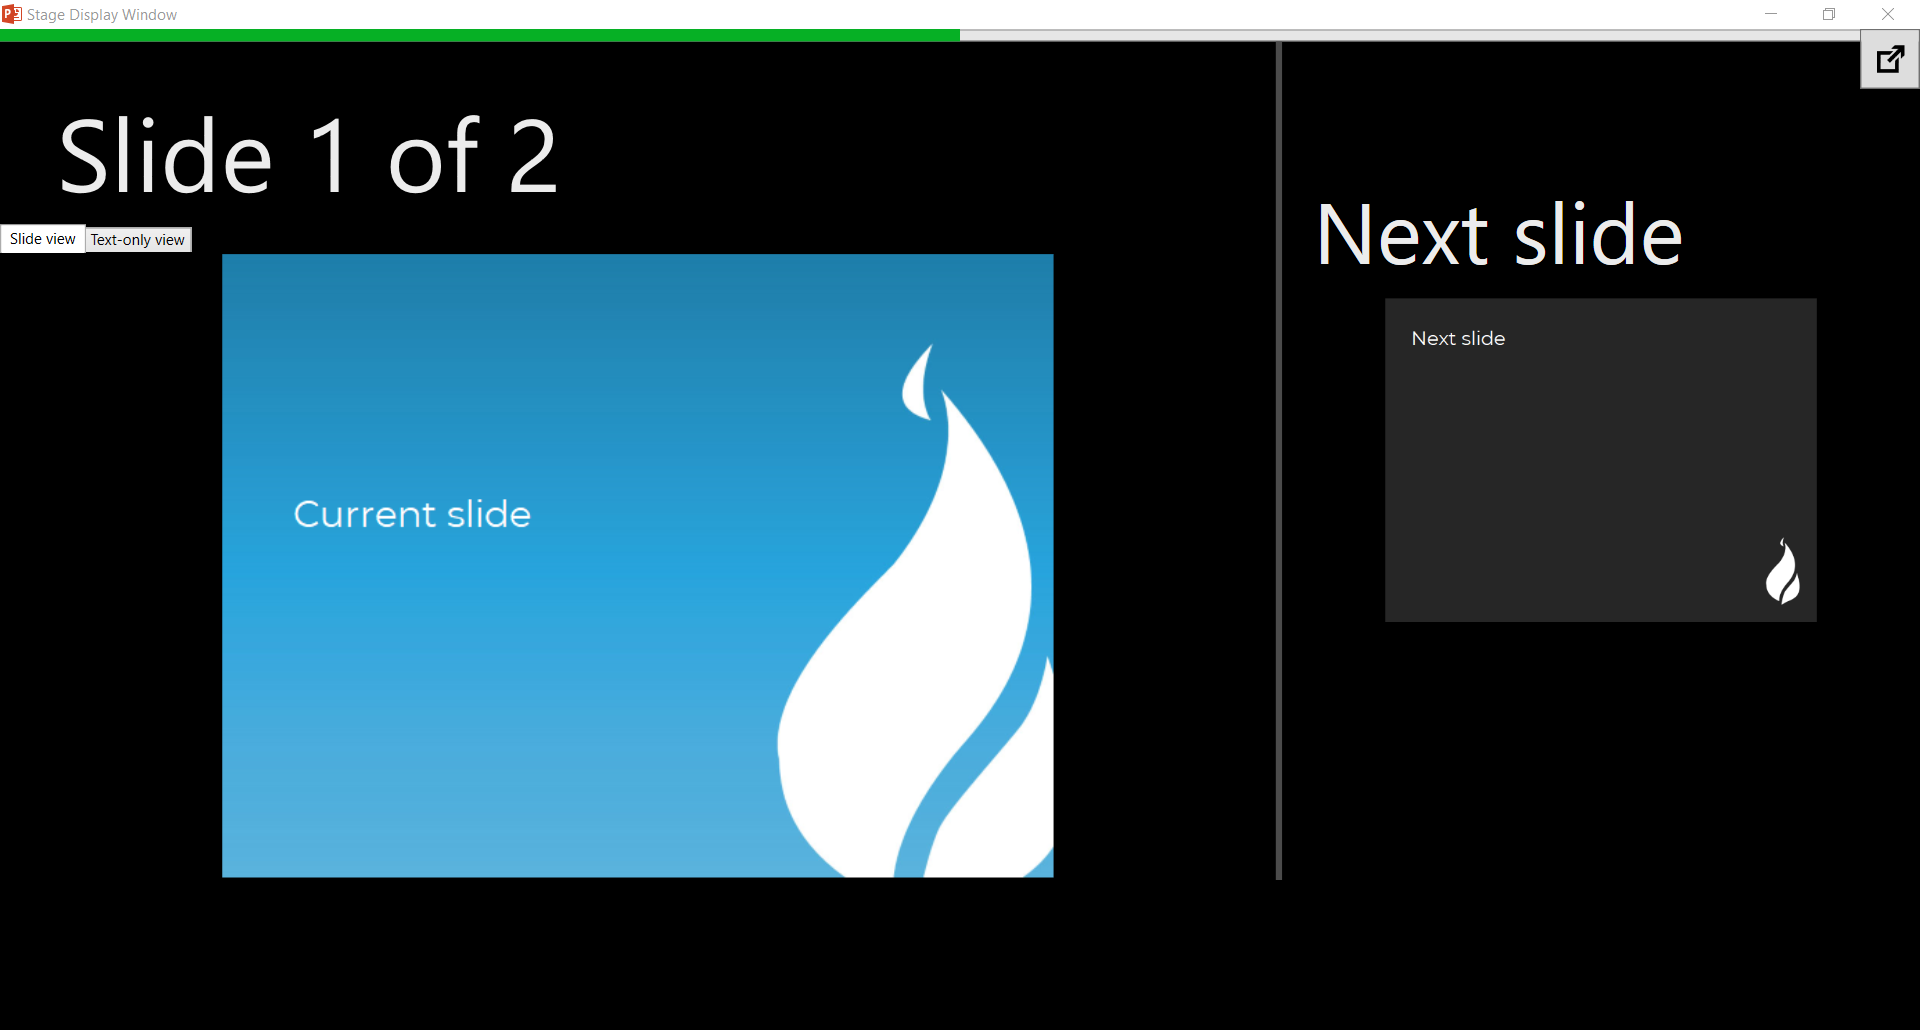 Stage Display Window
Slide 1 of 2
Slide view
Text-only view
Current slide
Next slide
Next slide